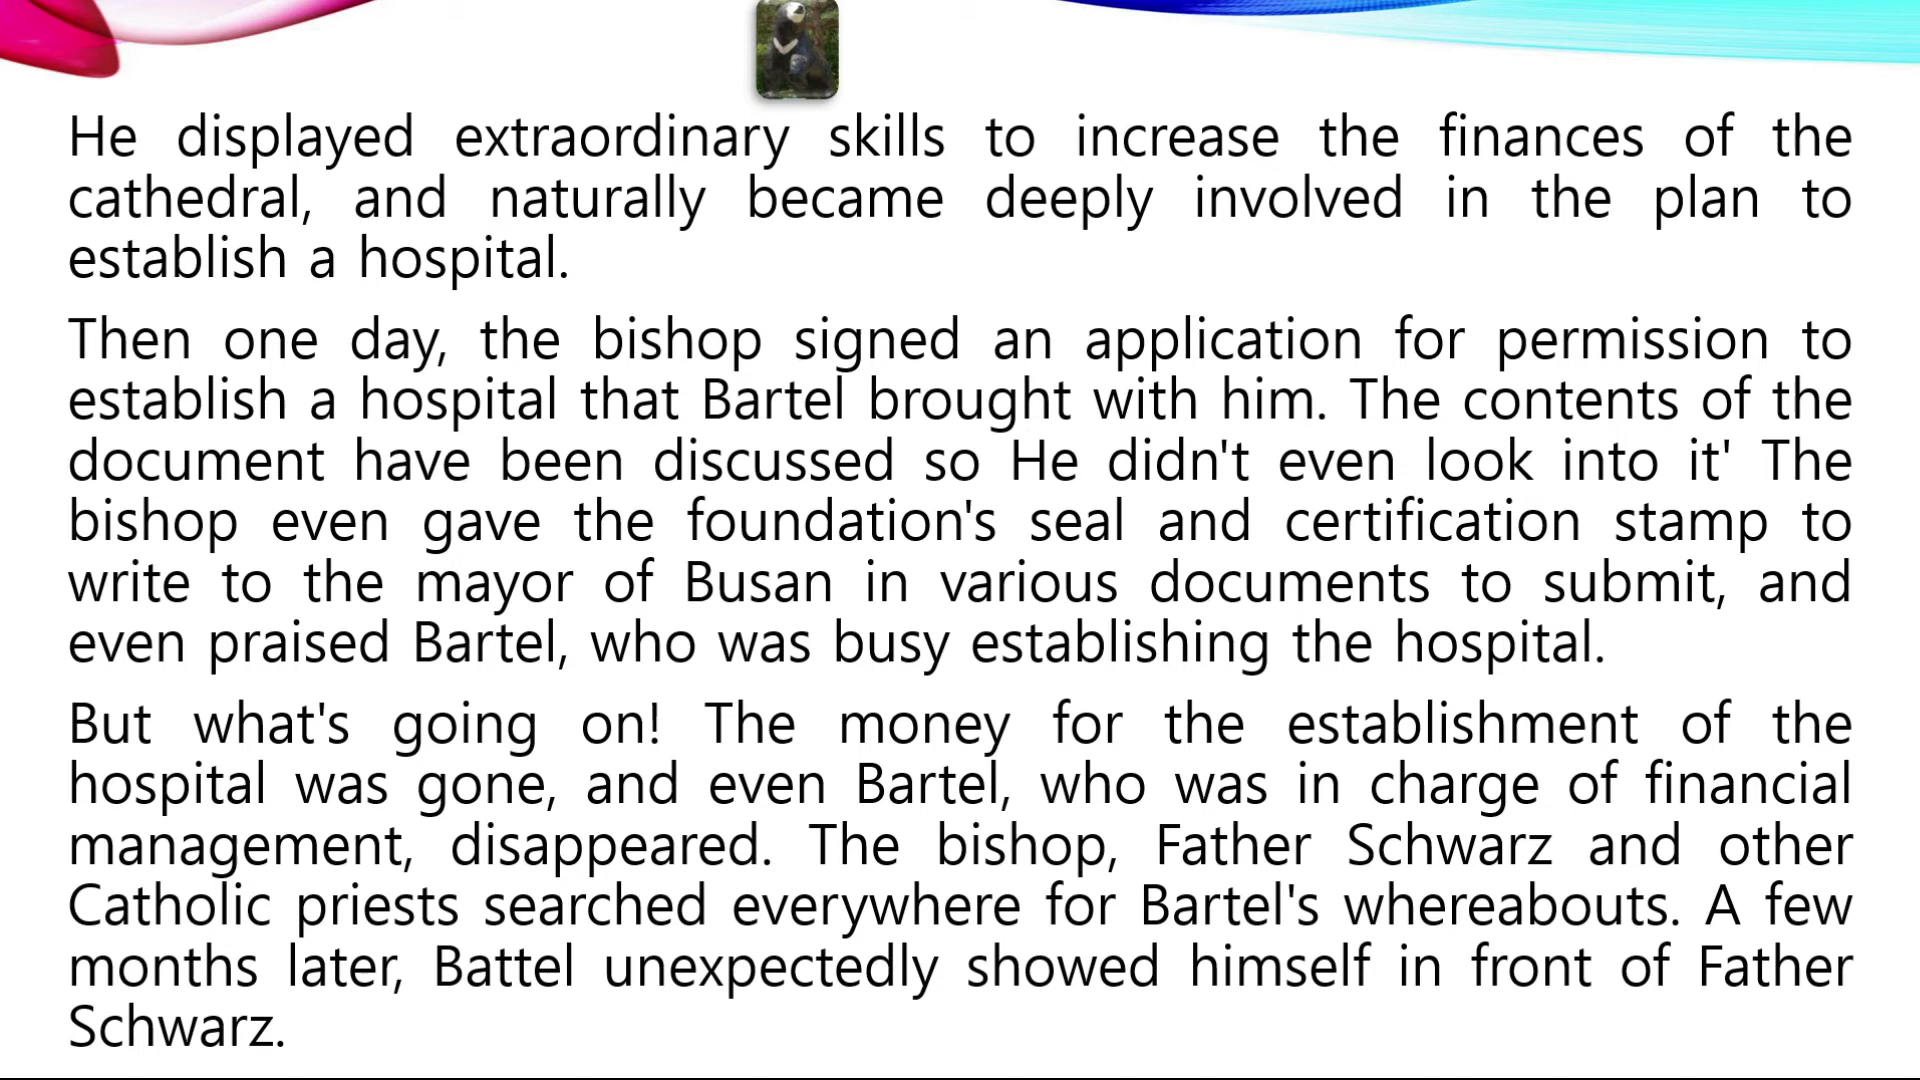 He displayed extraordinary skills to increase the finances of the
cathedral, and naturally became deeply involved in the plan to
establish a hospital.
Then one day, the bishop signed an application for permission to
establish a hospital that Bartel brought with him. The contents of the
document have been discussed so He didn't even look into it' The
bishop even gave the foundation's seal and certification stamp to
write to the mayor of Busan in various documents to submit, and
even praised Bartel, who was busy establishing the hospital.
But what's going on! The money for the establishment of the
hospital was gone, and even Bartel, who was in charge of financial
management, disappeared. The bishop, Father Schwarz and other
Catholic priests searched everywhere for Bartel's whereabouts. A few
months later, Battel unexpectedly showed himself in front of Father
Schwarz.